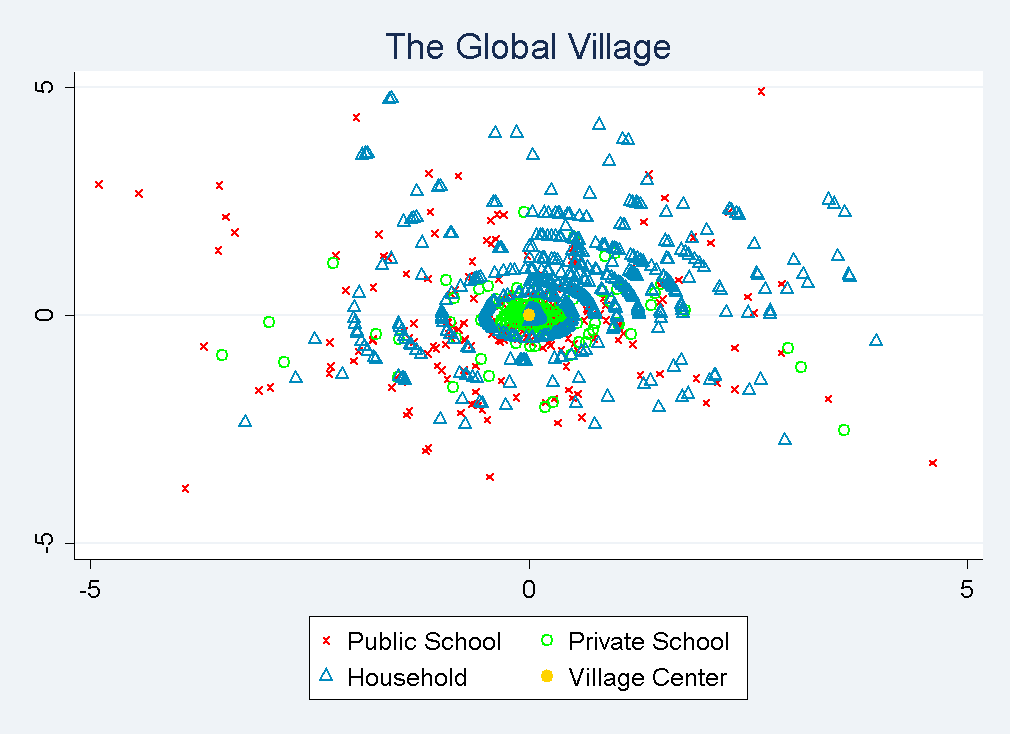 The Global Village
5
0
-5
-5 0 5
Public School Private School
Household Village Center